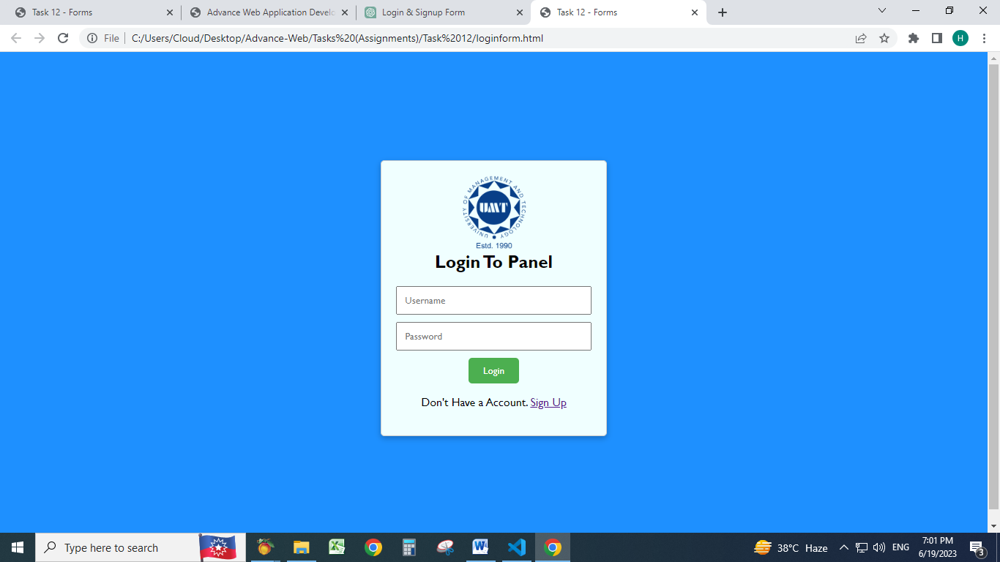 Task 12 - Forms
Advance Web Application Develo
Login & Signup Form
Task 12 - Forms
File
C:/Users/Cloud/Desktop/Advance-Web/Tasks%20(Assignments)/Task%2012/loginform.html
H
UNIVERSITY OF MANAGEMENT AND TECHNOLOGY
UMT
Estd. 1990
Login To Panel
Username
Password
Login
Don't Have a Account. Sign Up
Type here to search
38°C Haze
ENG
7:01 PM
6/19/2023
3